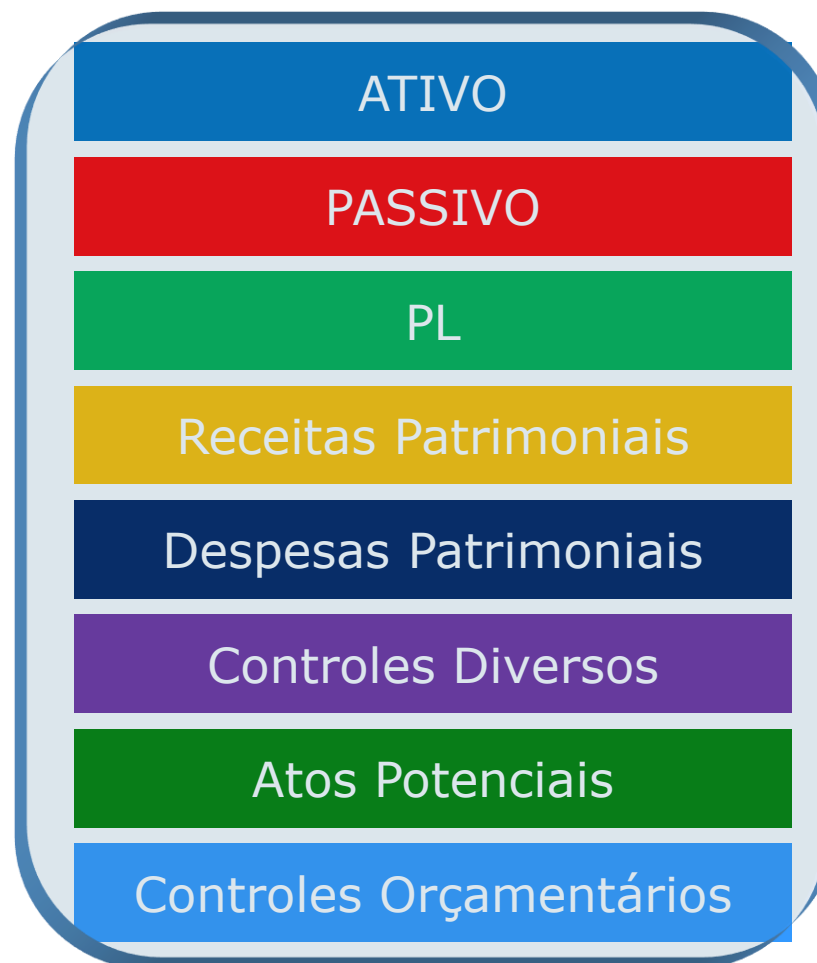 ATIVO
PASSIVO
PL
Receitas Patrimoniais
Despesas Patrimoniais
Controles Diversos
Atos Potenciais
Controles Orçamentários